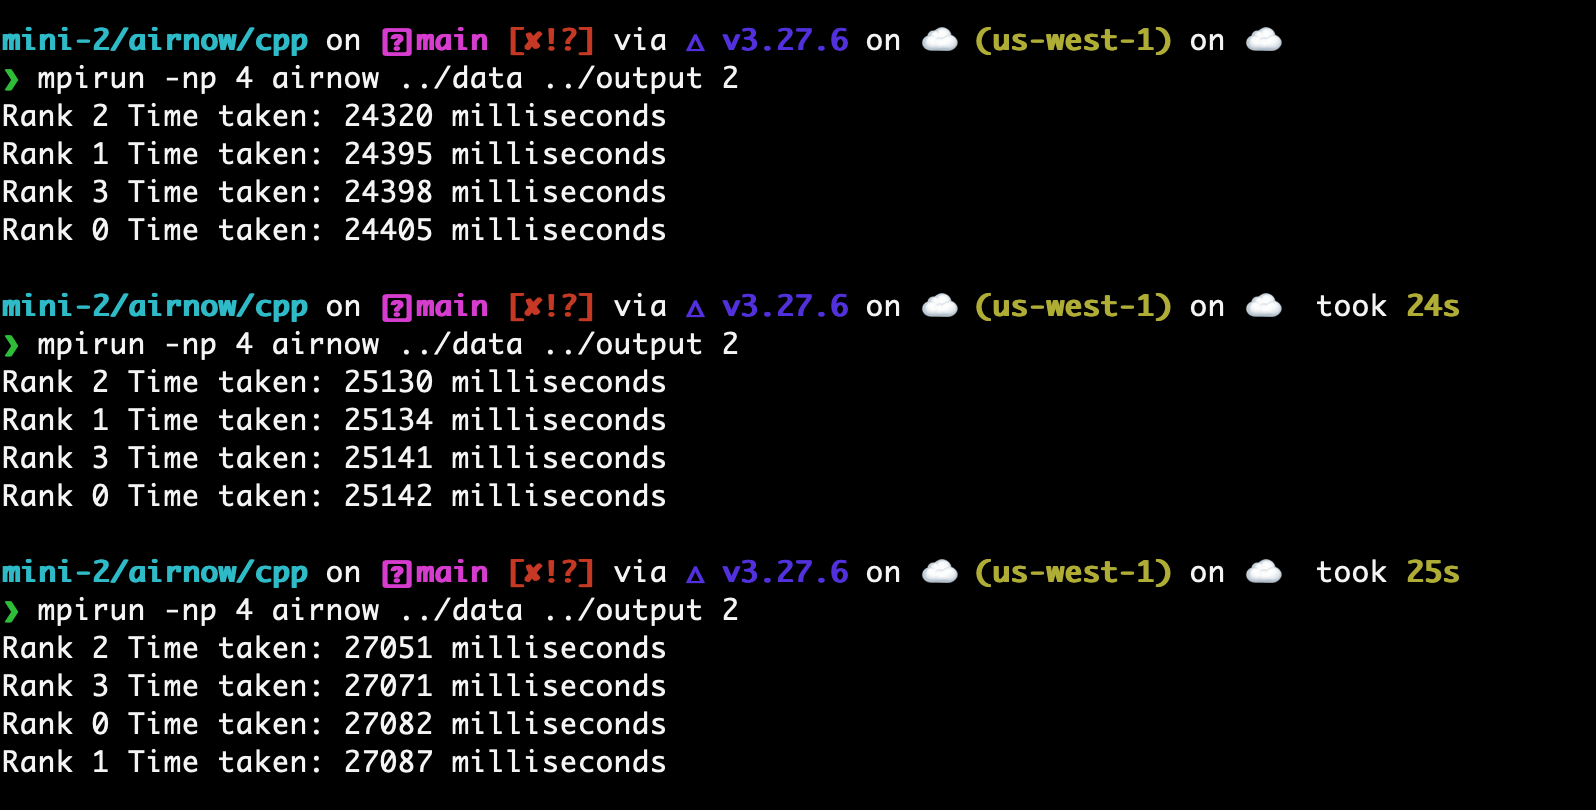 mini-2/airnow/cpp on main [✘!?] via △ v3.27.6 on ☁️ (us-west-1) on ☁️
❯ mpirun -np 4 airnow ../data ../output 2
Rank 2 Time taken: 24320 milliseconds
Rank 1 Time taken: 24395 milliseconds
Rank 3 Time taken: 24398 milliseconds
Rank 0 Time taken: 24405 milliseconds
mini-2/airnow/cpp on main [✘!?] via △ v3.27.6 on ☁️ (us-west-1) on ☁️ took 24s
❯ mpirun -np 4 airnow ../data ../output 2
Rank 2 Time taken: 25130 milliseconds
Rank 1 Time taken: 25134 milliseconds
Rank 3 Time taken: 25141 milliseconds
Rank 0 Time taken: 25142 milliseconds
mini-2/airnow/cpp on main [✘!?] via △ v3.27.6 on ☁️ (us-west-1) on ☁️ took 25s
❯ mpirun -np 4 airnow ../data ../output 2
Rank 2 Time taken: 27051 milliseconds
Rank 3 Time taken: 27071 milliseconds
Rank 0 Time taken: 27082 milliseconds
Rank 1 Time taken: 27087 milliseconds